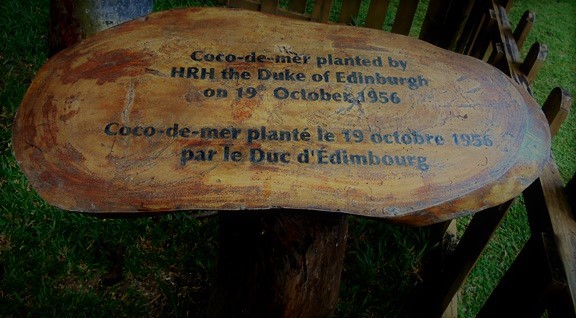 Coco-de-mer planted by
HRH the Duke of Edinburgh
on 19th October 1956
Coco-de-mer planté le 19 octobre 1956
par le Duc d'Édimbourg